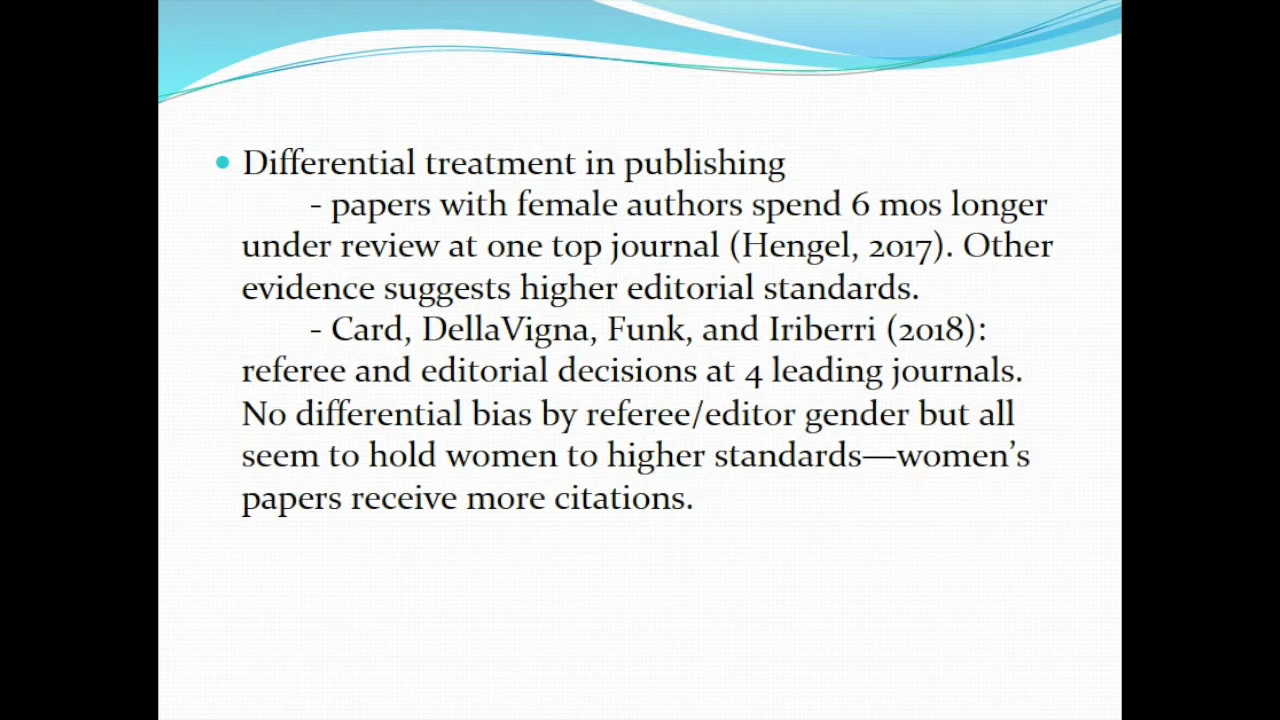 • Differential treatment in publishing
- papers with female authors spend 6 mos longer
under review at one top journal (Hengel, 2017). Other
evidence suggests higher editorial standards.
- Card, DellaVigna, Funk, and Iriberri (2018):
referee and editorial decisions at 4 leading journals.
No differential bias by referee/editor gender but all
seem to hold women to higher standards—women’s
papers receive more citations.